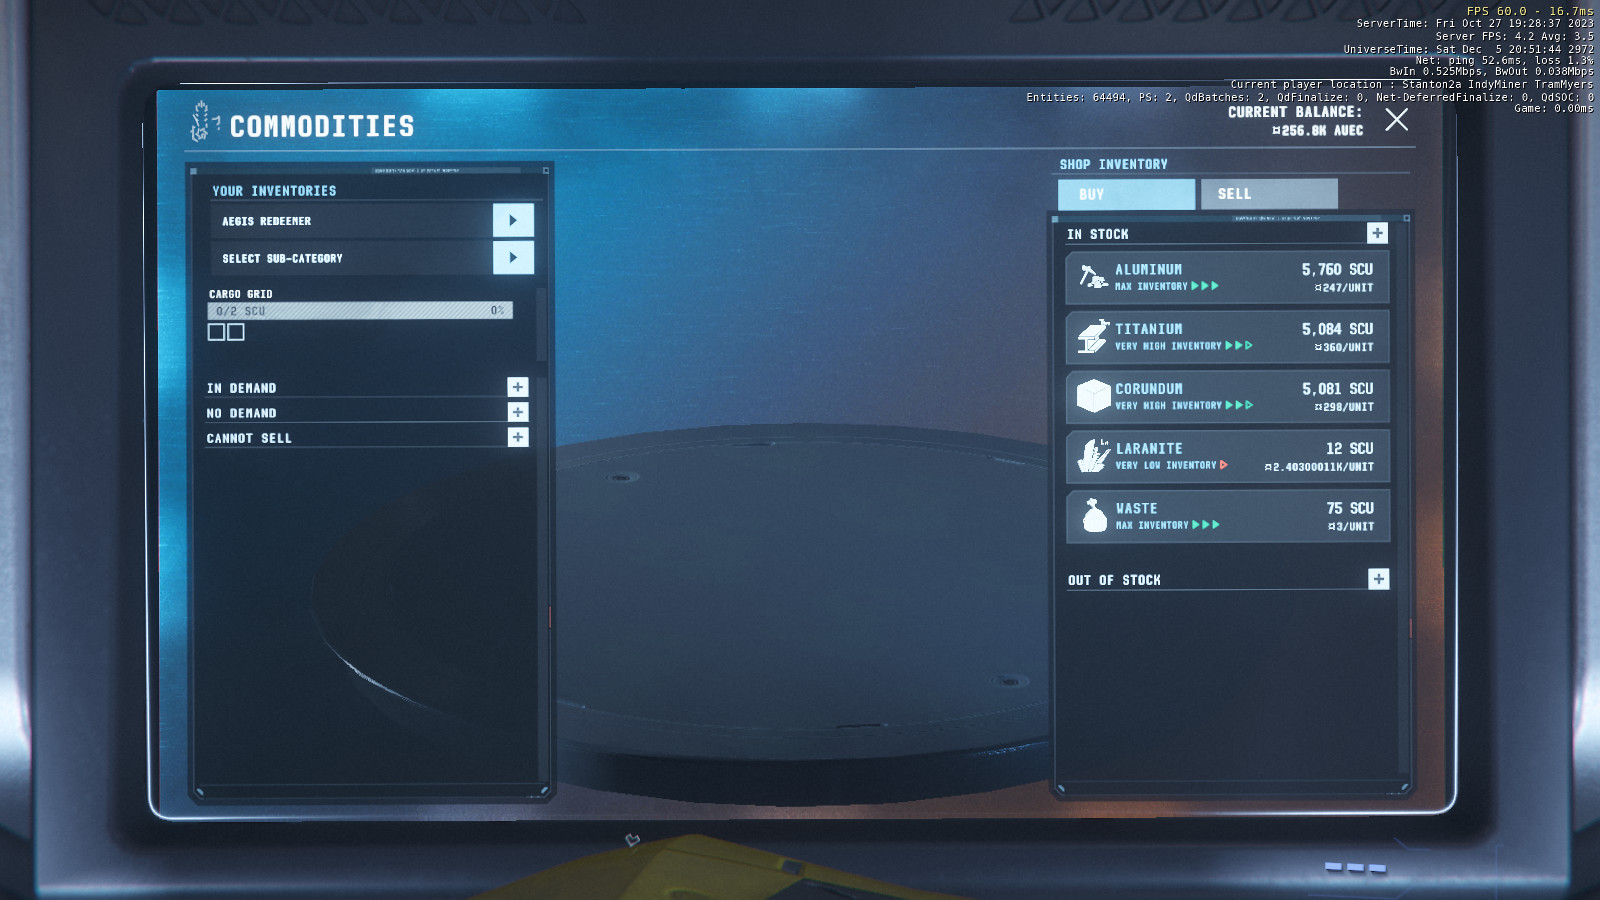 FPS 60.0 - 16.7ms
ServerTime: Fri Oct 27 19:28:37 2023
Server FPS: 4.2 Avg: 3.5
UniverseTime: Sat Dec 5 20:51:44 2972
Net: ping 52.6ms, loss 1.3%
BwIn 0.525Mbps, BwOut 0.038Mbps
Current player location : Stanton2a IndyMiner TramMyers
Entities: 64494, PS: 2, QdBatches: 2, QdFinalize: 0, Net-DeferredFinalize: 0, QdSOC: 0
Game: 0.00ms
COMMODITIES
CURRENT BALANCE:
¤256.8K AUEC
YOUR INVENTORIES
AEGIS REDEEMER
SELECT SUB-CATEGORY
CARGO GRID
0/2 SCU 0%
IN DEMAND
NO DEMAND
CANNOT SELL
SHOP INVENTORY
BUY SELL
IN STOCK
ALUMINUM 5,760 SCU
MAX INVENTORY ¤247/UNIT
TITANIUM 5,084 SCU
VERY HIGH INVENTORY ¤360/UNIT
CORUNDUM 5,081 SCU
VERY HIGH INVENTORY ¤298/UNIT
LARANITE 12 SCU
VERY LOW INVENTORY ¤2.40300011K/UNIT
WASTE 75 SCU
MAX INVENTORY ¤3/UNIT
OUT OF STOCK